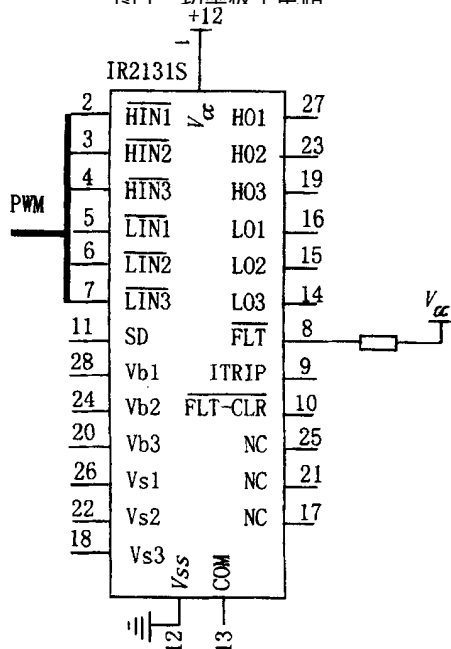 +12
1
IR2131S
2 HIN1 Vcc HO1 27
3 HIN2 HO2 23
4 HIN3 HO3 19
PWM
5 LIN1 LO1 16
6 LIN2 LO2 15
7 LIN3 LO3 14
11 SD FLT 8
Vcc
28 Vb1 ITRIP 9
24 Vb2 FLT-CLR 10
20 Vb3 NC 25
26 Vs1 NC 21
22 Vs2 NC 17
18 Vs3
Vss COM
12 13